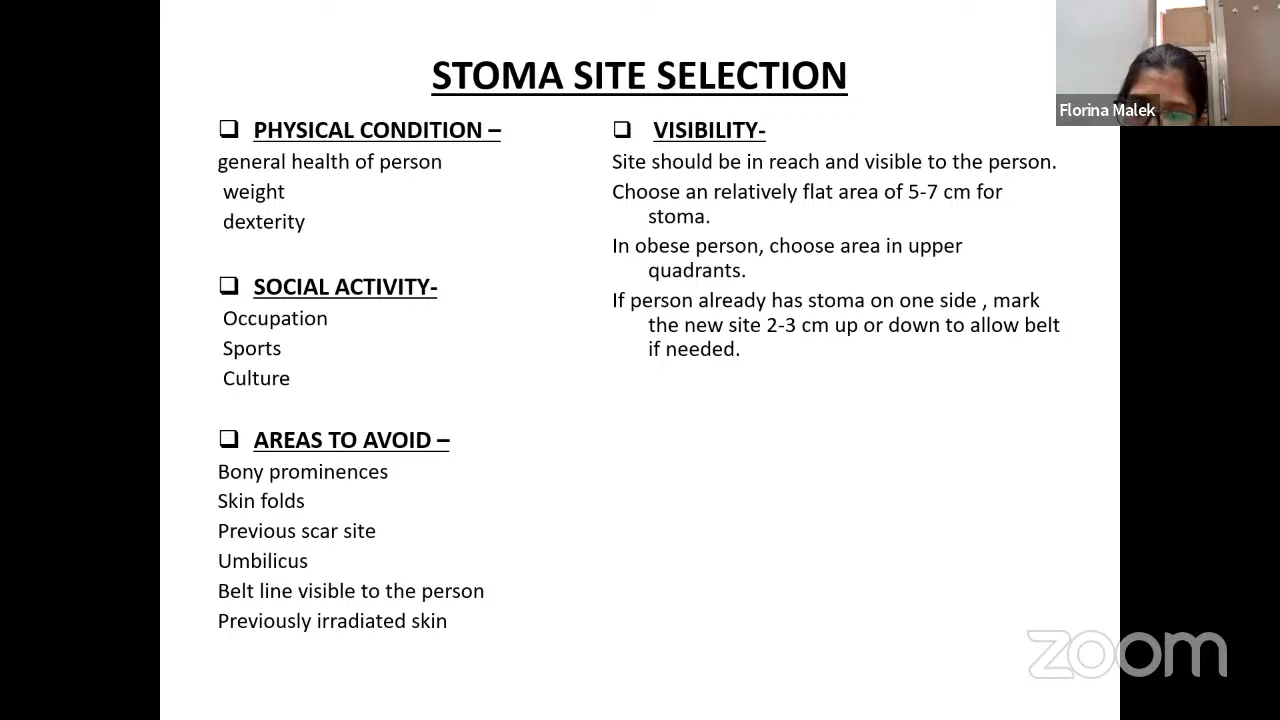 STOMA SITE SELECTION
PHYSICAL CONDITION –
general health of person
weight
dexterity
SOCIAL ACTIVITY-
Occupation
Sports
Culture
AREAS TO AVOID –
Bony prominences
Skin folds
Previous scar site
Umbilicus
Belt line visible to the person
Previously irradiated skin
VISIBILITY-
Site should be in reach and visible to the person.
Choose an relatively flat area of 5-7 cm for
stoma.
In obese person, choose area in upper
quadrants.
If person already has stoma on one side , mark
the new site 2-3 cm up or down to allow belt
if needed.
Florina Malek
zoom